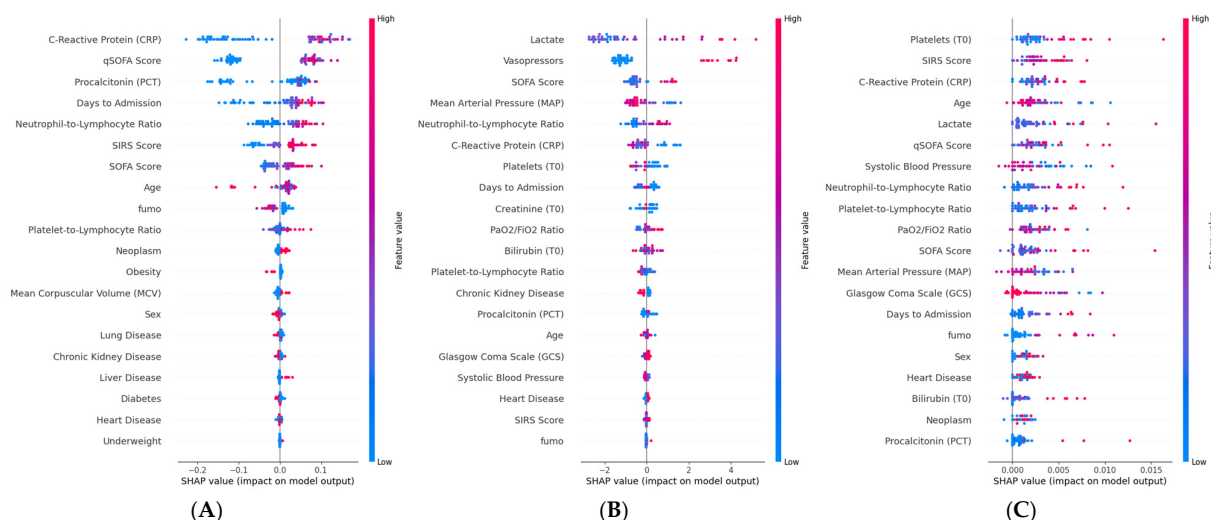 C-Reactive Protein (CRP)
qSOFA Score
Procalcitonin (PCT)
Days to Admission
Neutrophil-to-Lymphocyte Ratio
SIRS Score
SOFA Score
Age
fumo
Platelet-to-Lymphocyte Ratio
Neoplasm
Obesity
Mean Corpuscular Volume (MCV)
Sex
Lung Disease
Chronic Kidney Disease
Liver Disease
Diabetes
Heart Disease
Underweight
-0.2 -0.1 0.0 0.1
SHAP value (impact on model output)
High
Feature value
Low
(A)
Lactate
Vasopressors
SOFA Score
Mean Arterial Pressure (MAP)
Neutrophil-to-Lymphocyte Ratio
C-Reactive Protein (CRP)
Platelets (T0)
Days to Admission
Creatinine (T0)
PaO2/FiO2 Ratio
Bilirubin (T0)
Platelet-to-Lymphocyte Ratio
Chronic Kidney Disease
Procalcitonin (PCT)
Age
Glasgow Coma Scale (GCS)
Systolic Blood Pressure
Heart Disease
SIRS Score
fumo
−2 0 2 4
SHAP value (impact on model output)
High
Feature value
Low
(B)
Platelets (T0)
SIRS Score
C-Reactive Protein (CRP)
Age
Lactate
qSOFA Score
Systolic Blood Pressure
Neutrophil-to-Lymphocyte Ratio
Platelet-to-Lymphocyte Ratio
PaO2/FiO2 Ratio
SOFA Score
Mean Arterial Pressure (MAP)
Glasgow Coma Scale (GCS)
Days to Admission
fumo
Sex
Heart Disease
Bilirubin (T0)
Neoplasm
Procalcitonin (PCT)
0.000 0.005 0.010 0.015
SHAP value (impact on model output)
High
Feature value
Low
(C)